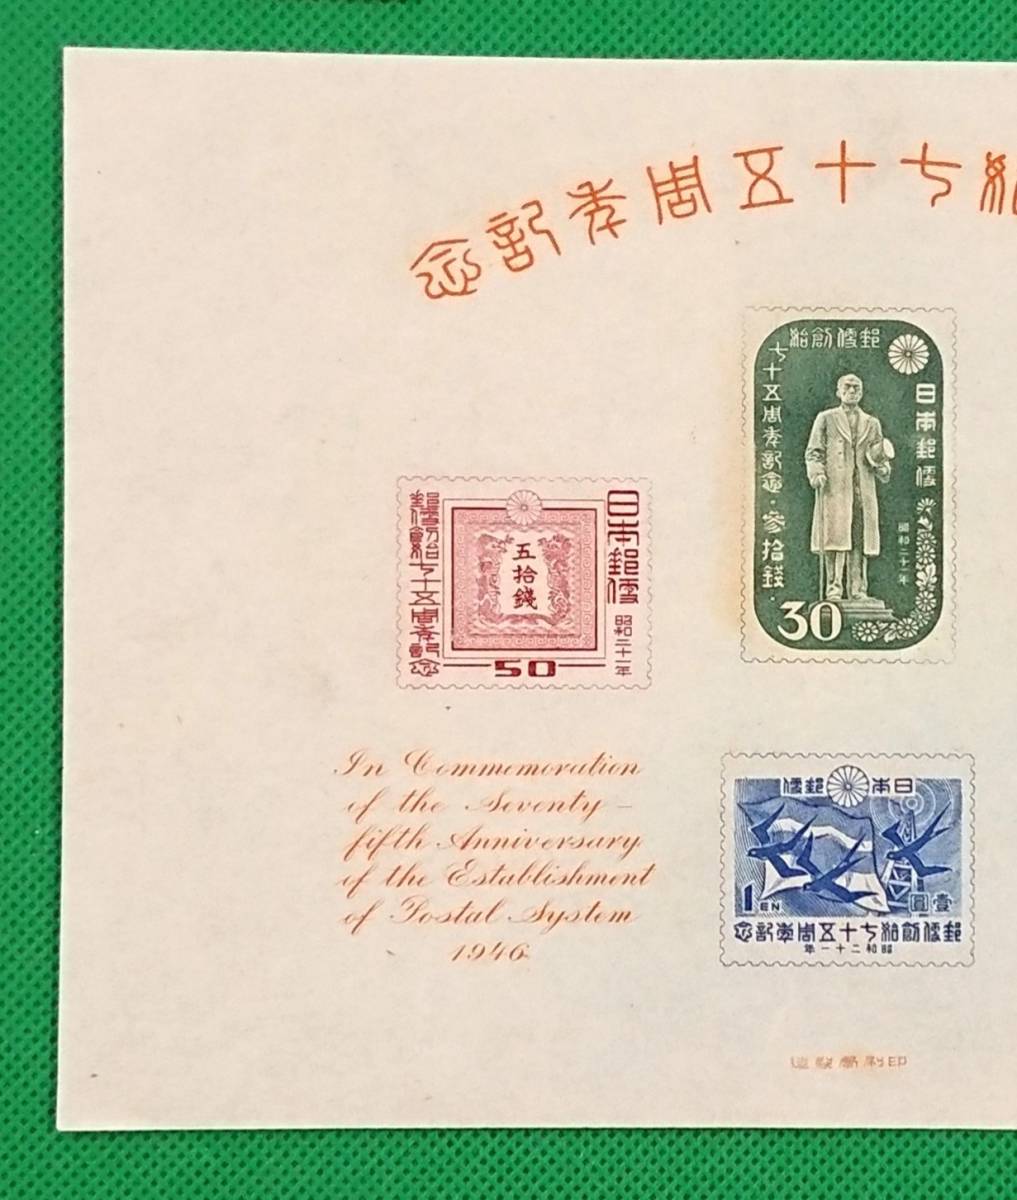 七十五周年記念
郵便創始
七十五周年記念・參拾錢・
日本郵便
昭和二十一年
30
日本郵便
昭和二十一年
五拾錢
郵便創始七十五周年記念
50
In Commemoration
of the Seventy-
fifth Anniversary
of the Establishment
of Postal System
1946.
日本郵便
1 EN
壹圓
郵便創始七十五周年記念
昭和二十一年
印刷局製造